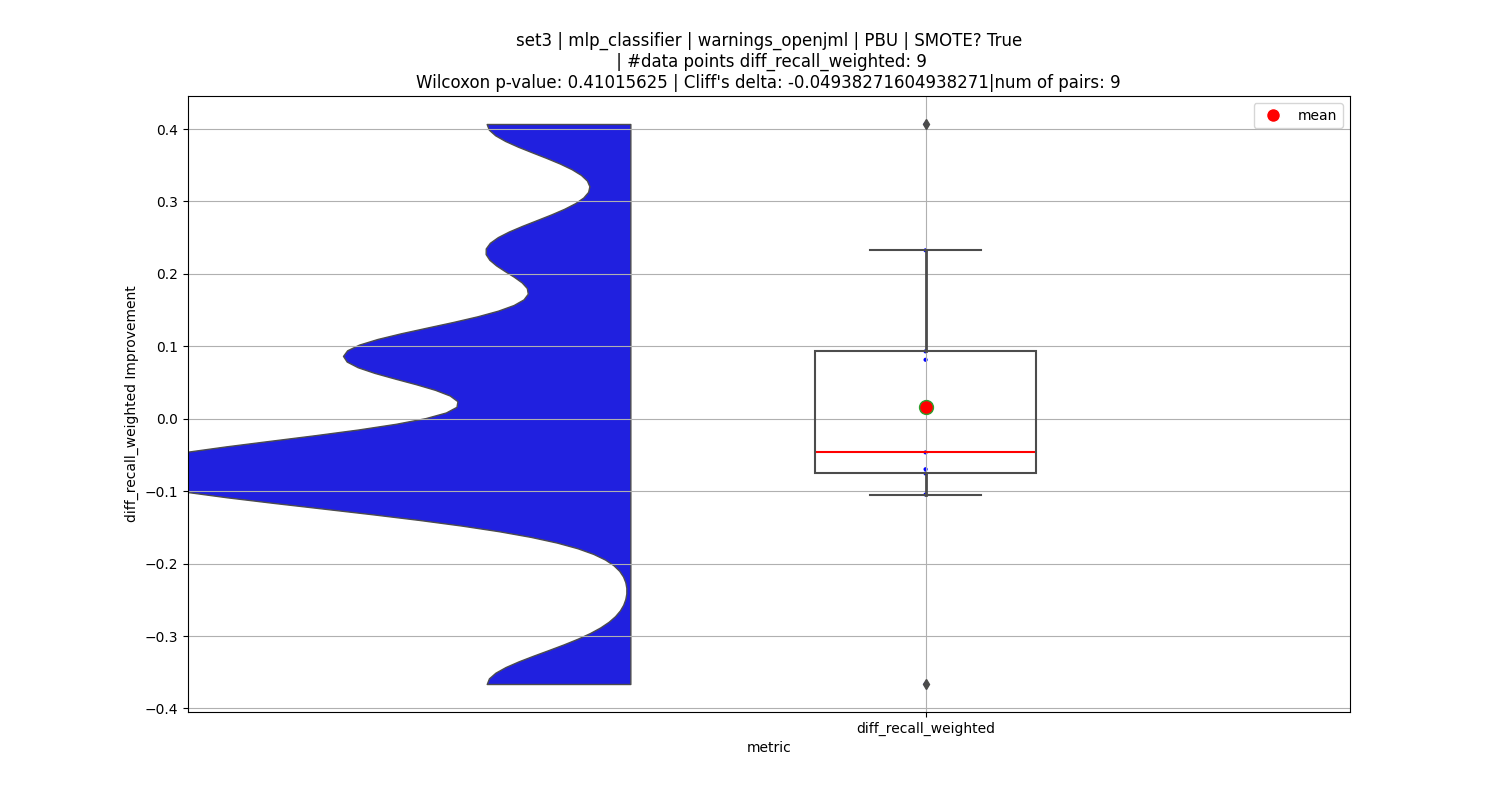 set3 | mlp_classifier | warnings_openjml | PBU | SMOTE? True
| #data points diff_recall_weighted: 9
Wilcoxon p-value: 0.41015625 | Cliff's delta: -0.04938271604938271|num of pairs: 9
mean
0.4
0.3
0.2
0.1
0.0
−0.1
−0.2
−0.3
−0.4
diff_recall_weighted Improvement
diff_recall_weighted
metric